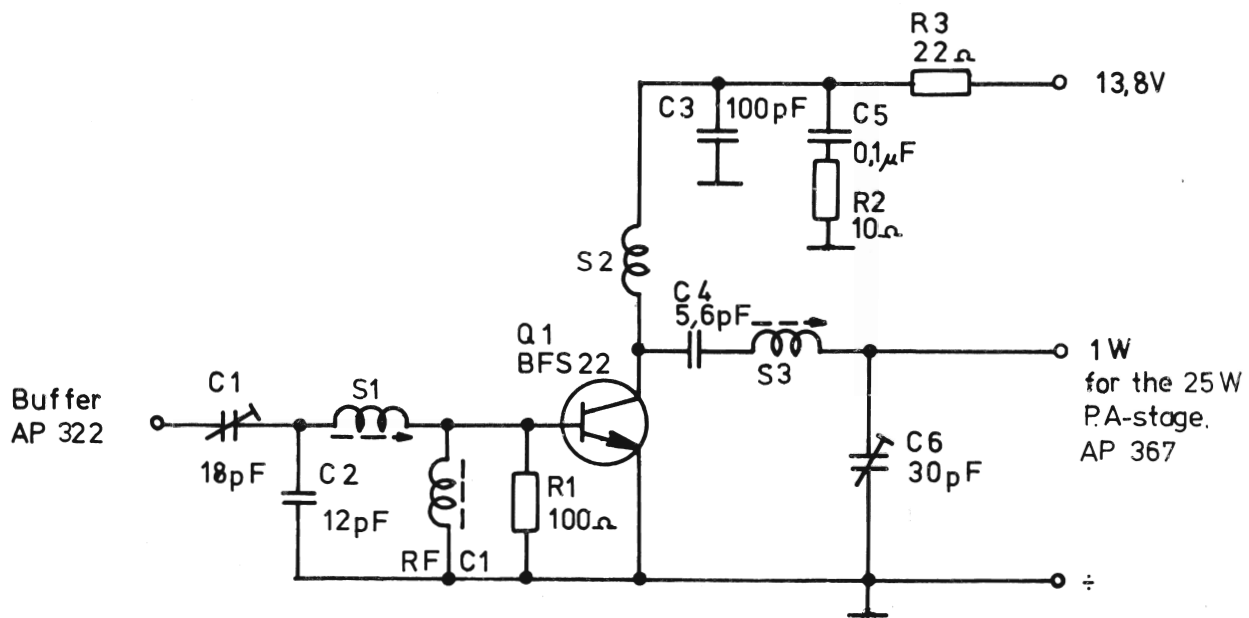 R3
22Ω
13,8V
C3
100pF
C5
0,1µF
R2
10Ω
S2
C4
5,6pF
S3
Q1
BFS22
1W
for the 25W
P.A-stage.
AP 367
Buffer
AP 322
C1
18pF
S1
C2
12pF
RF C1
R1
100Ω
C6
30pF
÷